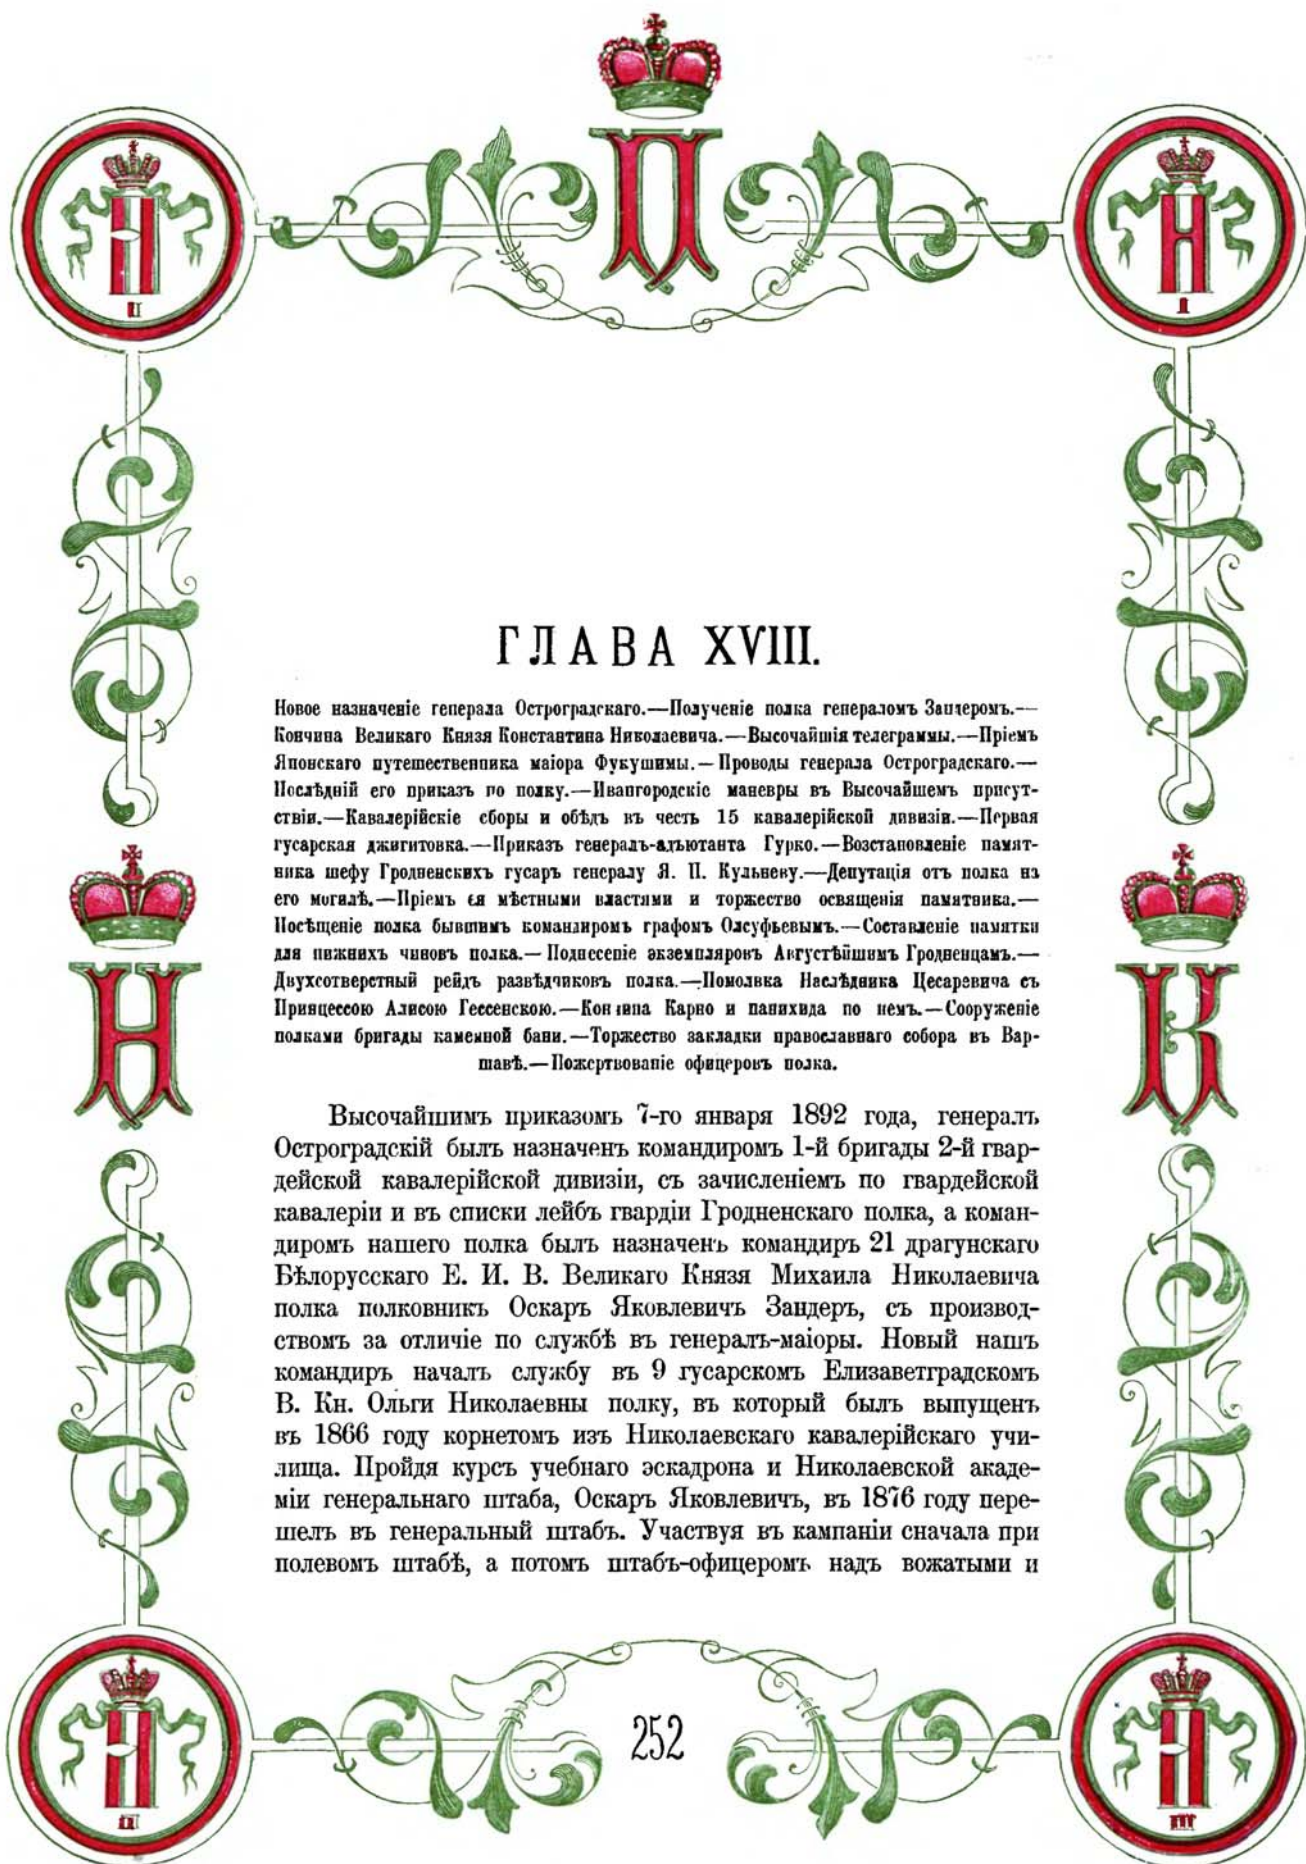 П
II
Н
I
ГЛАВА XVIII.
Новое назначеніе генерала Остроградскаго.—Полученіе полка генераломъ Зандеромъ.—
Кончина Великаго Князя Константина Николаевича.—Высочайшія телеграммы.—Пріемъ
Японскаго путешественника маіора Фукушимы.—Проводы генерала Остроградскаго.—
Послѣдній его приказъ по полку.—Ивангородскіе маневры въ Высочайшемъ присут-
ствіи.—Кавалерійскіе сборы и обѣдъ въ честь 15 кавалерійской дивизіи.—Первая
гусарская джигитовка.—Приказъ генералъ-адъютанта Гурко.—Возстановленіе памят-
ника шефу Гродненскихъ гусаръ генералу Я. П. Кульневу.—Депутація отъ полка на
его могилѣ.—Пріемъ ея мѣстными властями и торжество освященія памятника.—
Посѣщеніе полка бывшимъ командиромъ графомъ Олсуфьевымъ.—Составленіе памятки
для нижнихъ чиновъ полка.—Поднесеніе экземпляровъ Августѣйшимъ Гродненцамъ.—
Двухсотверстный рейдъ развѣдчиковъ полка.—Помолвка Наслѣдника Цесаревича съ
Принцессою Алисою Гессенскою.—Кончина Карно и панихида по немъ.—Сооруженіе
полками бригады каменной бани.—Торжество закладки православнаго собора въ Вар-
шавѣ.—Пожертвованіе офицеровъ полка.
Н
К
Высочайшимъ приказомъ 7-го января 1892 года, генералъ
Остроградскій былъ назначенъ командиромъ 1-й бригады 2-й гвар-
дейской кавалерійской дивизіи, съ зачисленіемъ по гвардейской
кавалеріи и въ списки лейбъ гвардіи Гродненскаго полка, а коман-
диромъ нашего полка былъ назначенъ командиръ 21 драгунскаго
Бѣлорусскаго Е. И. В. Великаго Князя Михаила Николаевича
полка полковникъ Оскаръ Яковлевичъ Зандеръ, съ производ-
ствомъ за отличіе по службѣ въ генералъ-маіоры. Новый нашъ
командиръ началъ службу въ 9 гусарскомъ Елизаветградскомъ
В. Кн. Ольги Николаевны полку, въ который былъ выпущенъ
въ 1866 году корнетомъ изъ Николаевскаго кавалерійскаго учи-
лища. Пройдя курсъ учебнаго эскадрона и Николаевской акаде-
міи генеральнаго штаба, Оскаръ Яковлевичъ, въ 1876 году пере-
шелъ въ генеральный штабъ. Участвуя въ кампаніи сначала при
полевомъ штабѣ, а потомъ штабъ-офицеромъ надъ вожатыми и
252
III